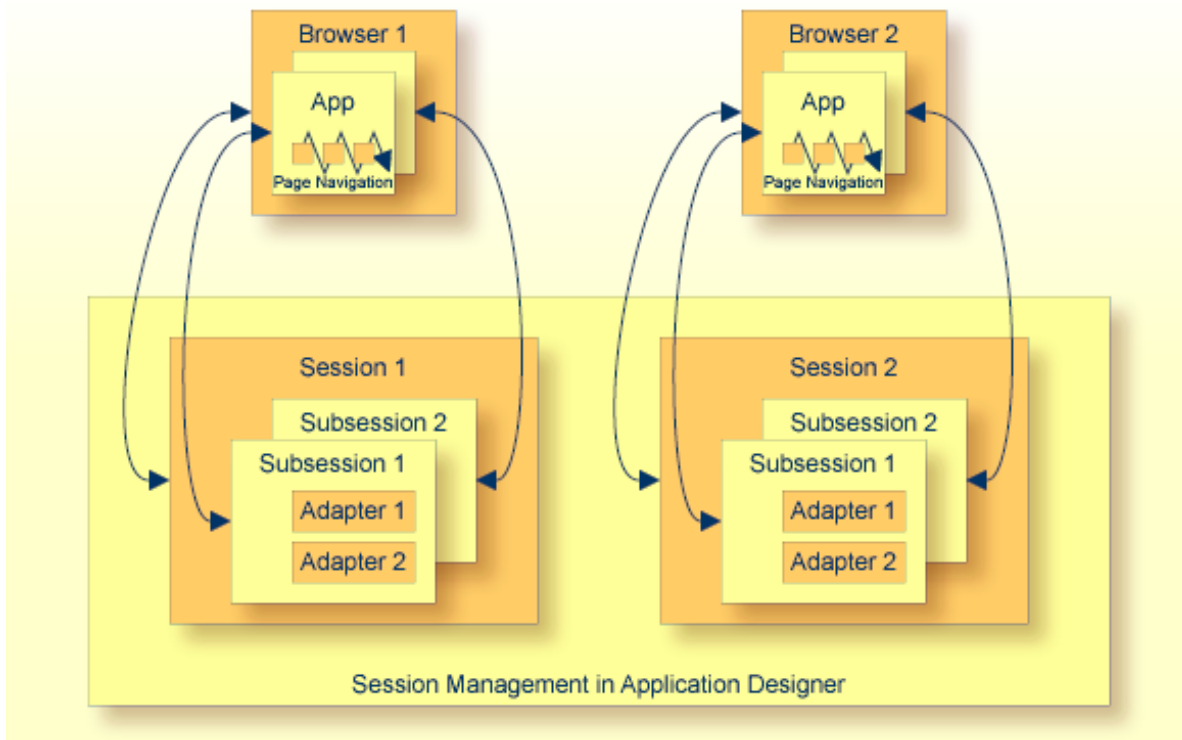 Browser 1
App
Page Navigation
Browser 2
App
Page Navigation
Session 1
Subsession 2
Subsession 1
Adapter 1
Adapter 2
Session 2
Subsession 2
Subsession 1
Adapter 1
Adapter 2
Session Management in Application Designer